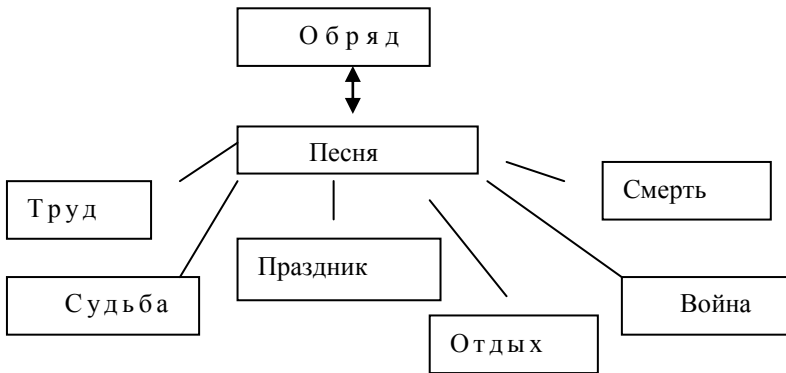 Обряд
Песня
Смерть
Труд
Праздник
Судьба
Война
Отдых